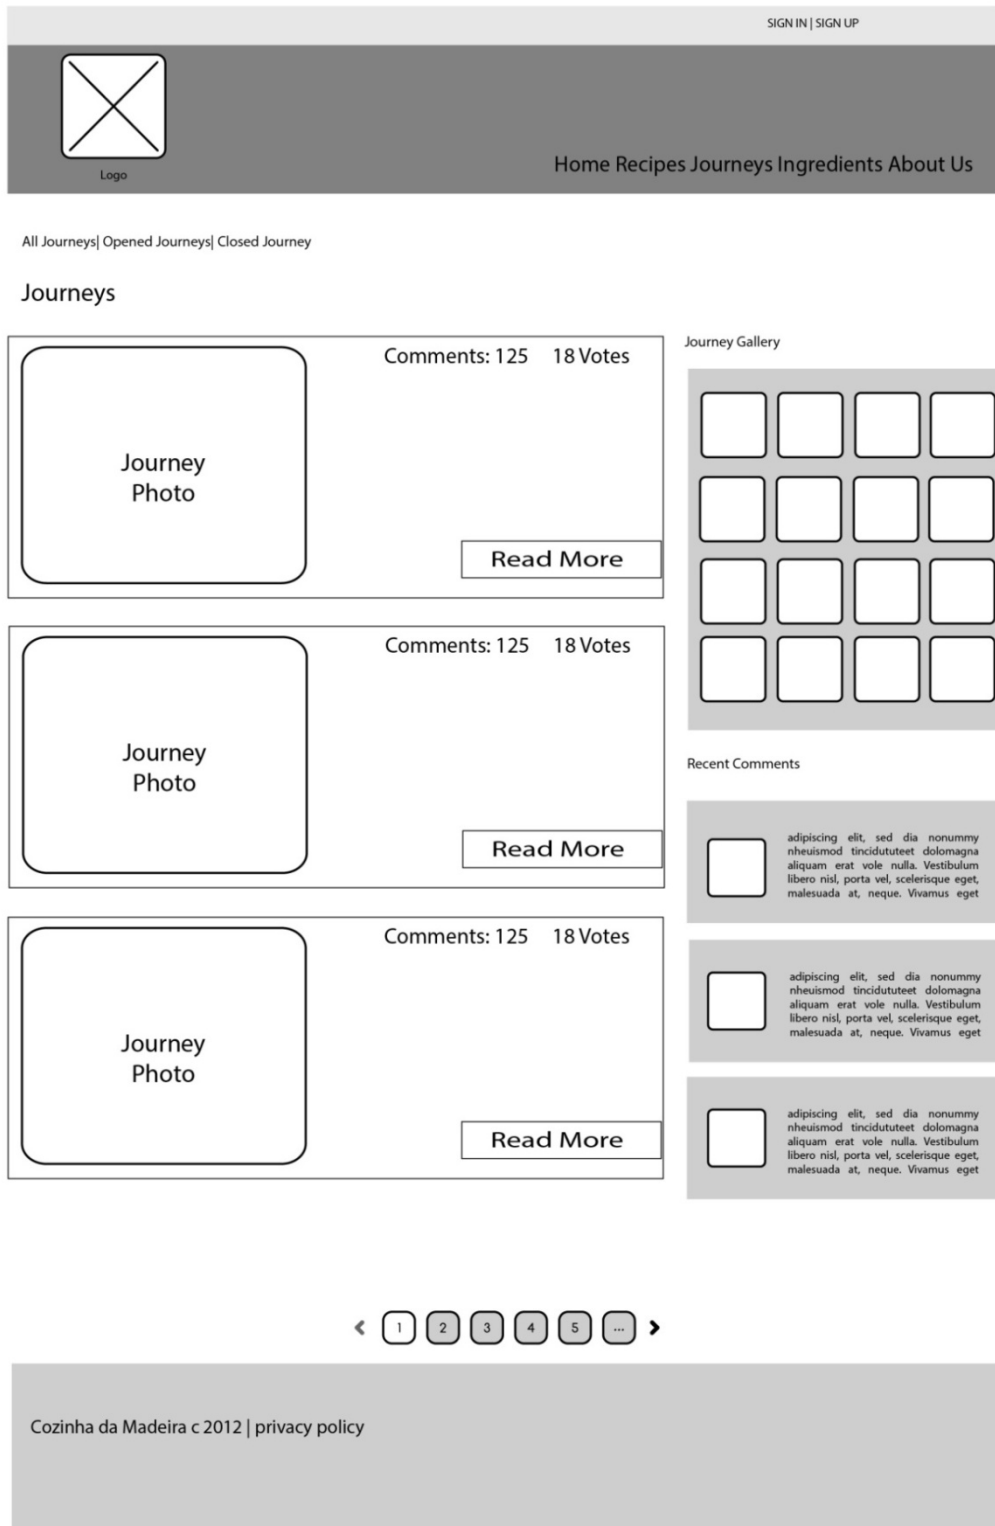 SIGN IN | SIGN UP
Logo
Home Recipes Journeys Ingredients About Us
All Journeys| Opened Journeys| Closed Journey
Journeys
Comments: 125 18 Votes
Journey
Photo
Read More
Comments: 125 18 Votes
Journey
Photo
Read More
Comments: 125 18 Votes
Journey
Photo
Read More
Journey Gallery
Recent Comments
adipiscing elit, sed dia nonummy
nheuismod tincidututeet dolomagna
aliquam erat vole nulla. Vestibulum
libero nisl, porta vel, scelerisque eget,
malesuada at, neque. Vivamus eget
adipiscing elit, sed dia nonummy
nheuismod tincidututeet dolomagna
aliquam erat vole nulla. Vestibulum
libero nisl, porta vel, scelerisque eget,
malesuada at, neque. Vivamus eget
adipiscing elit, sed dia nonummy
nheuismod tincidututeet dolomagna
aliquam erat vole nulla. Vestibulum
libero nisl, porta vel, scelerisque eget,
malesuada at, neque. Vivamus eget
1 2 3 4 5 ...
Cozinha da Madeira c 2012 | privacy policy